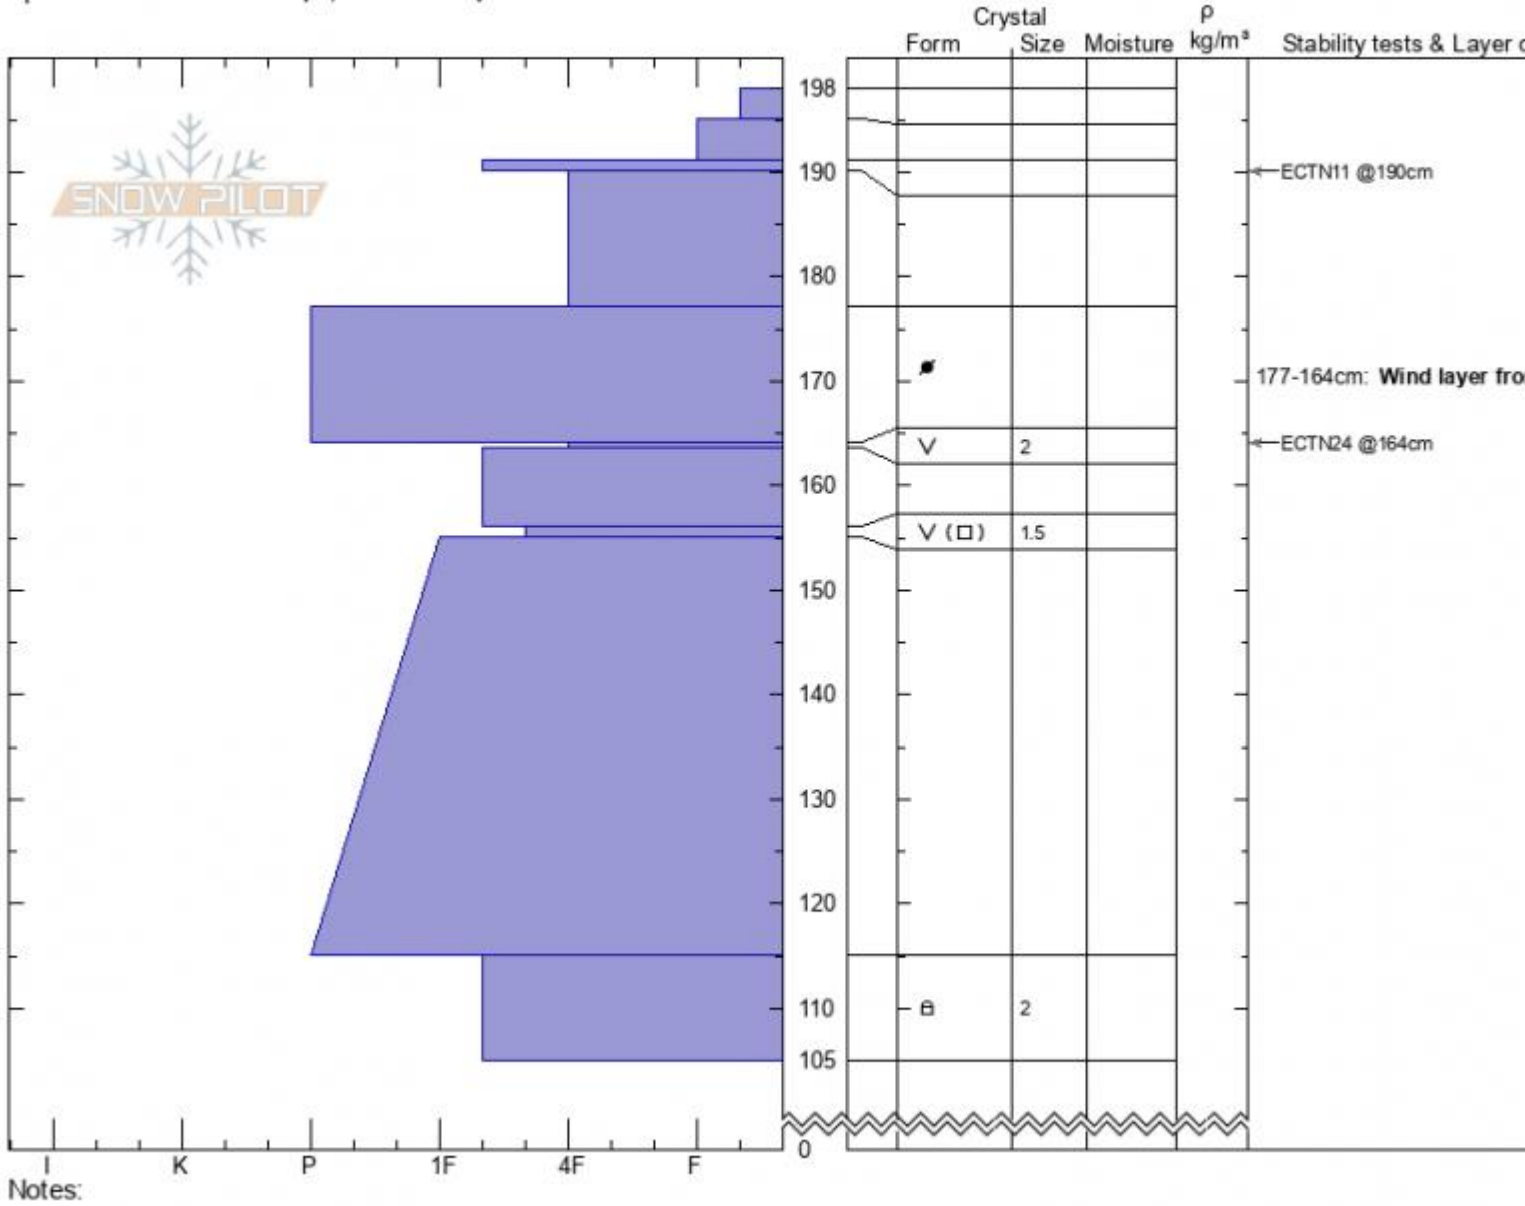 Crystal
ρ
Form Size Moisture kg/m³ Stability tests & Layer
198
SNOW PILOT
190
ECTN11 @190cm
180
170
177-164cm: Wind layer
2
ECTN24 @164cm
160
( ) 1.5
150
140
130
120
110
2
105
0
I K P 1F 4F F
Notes: